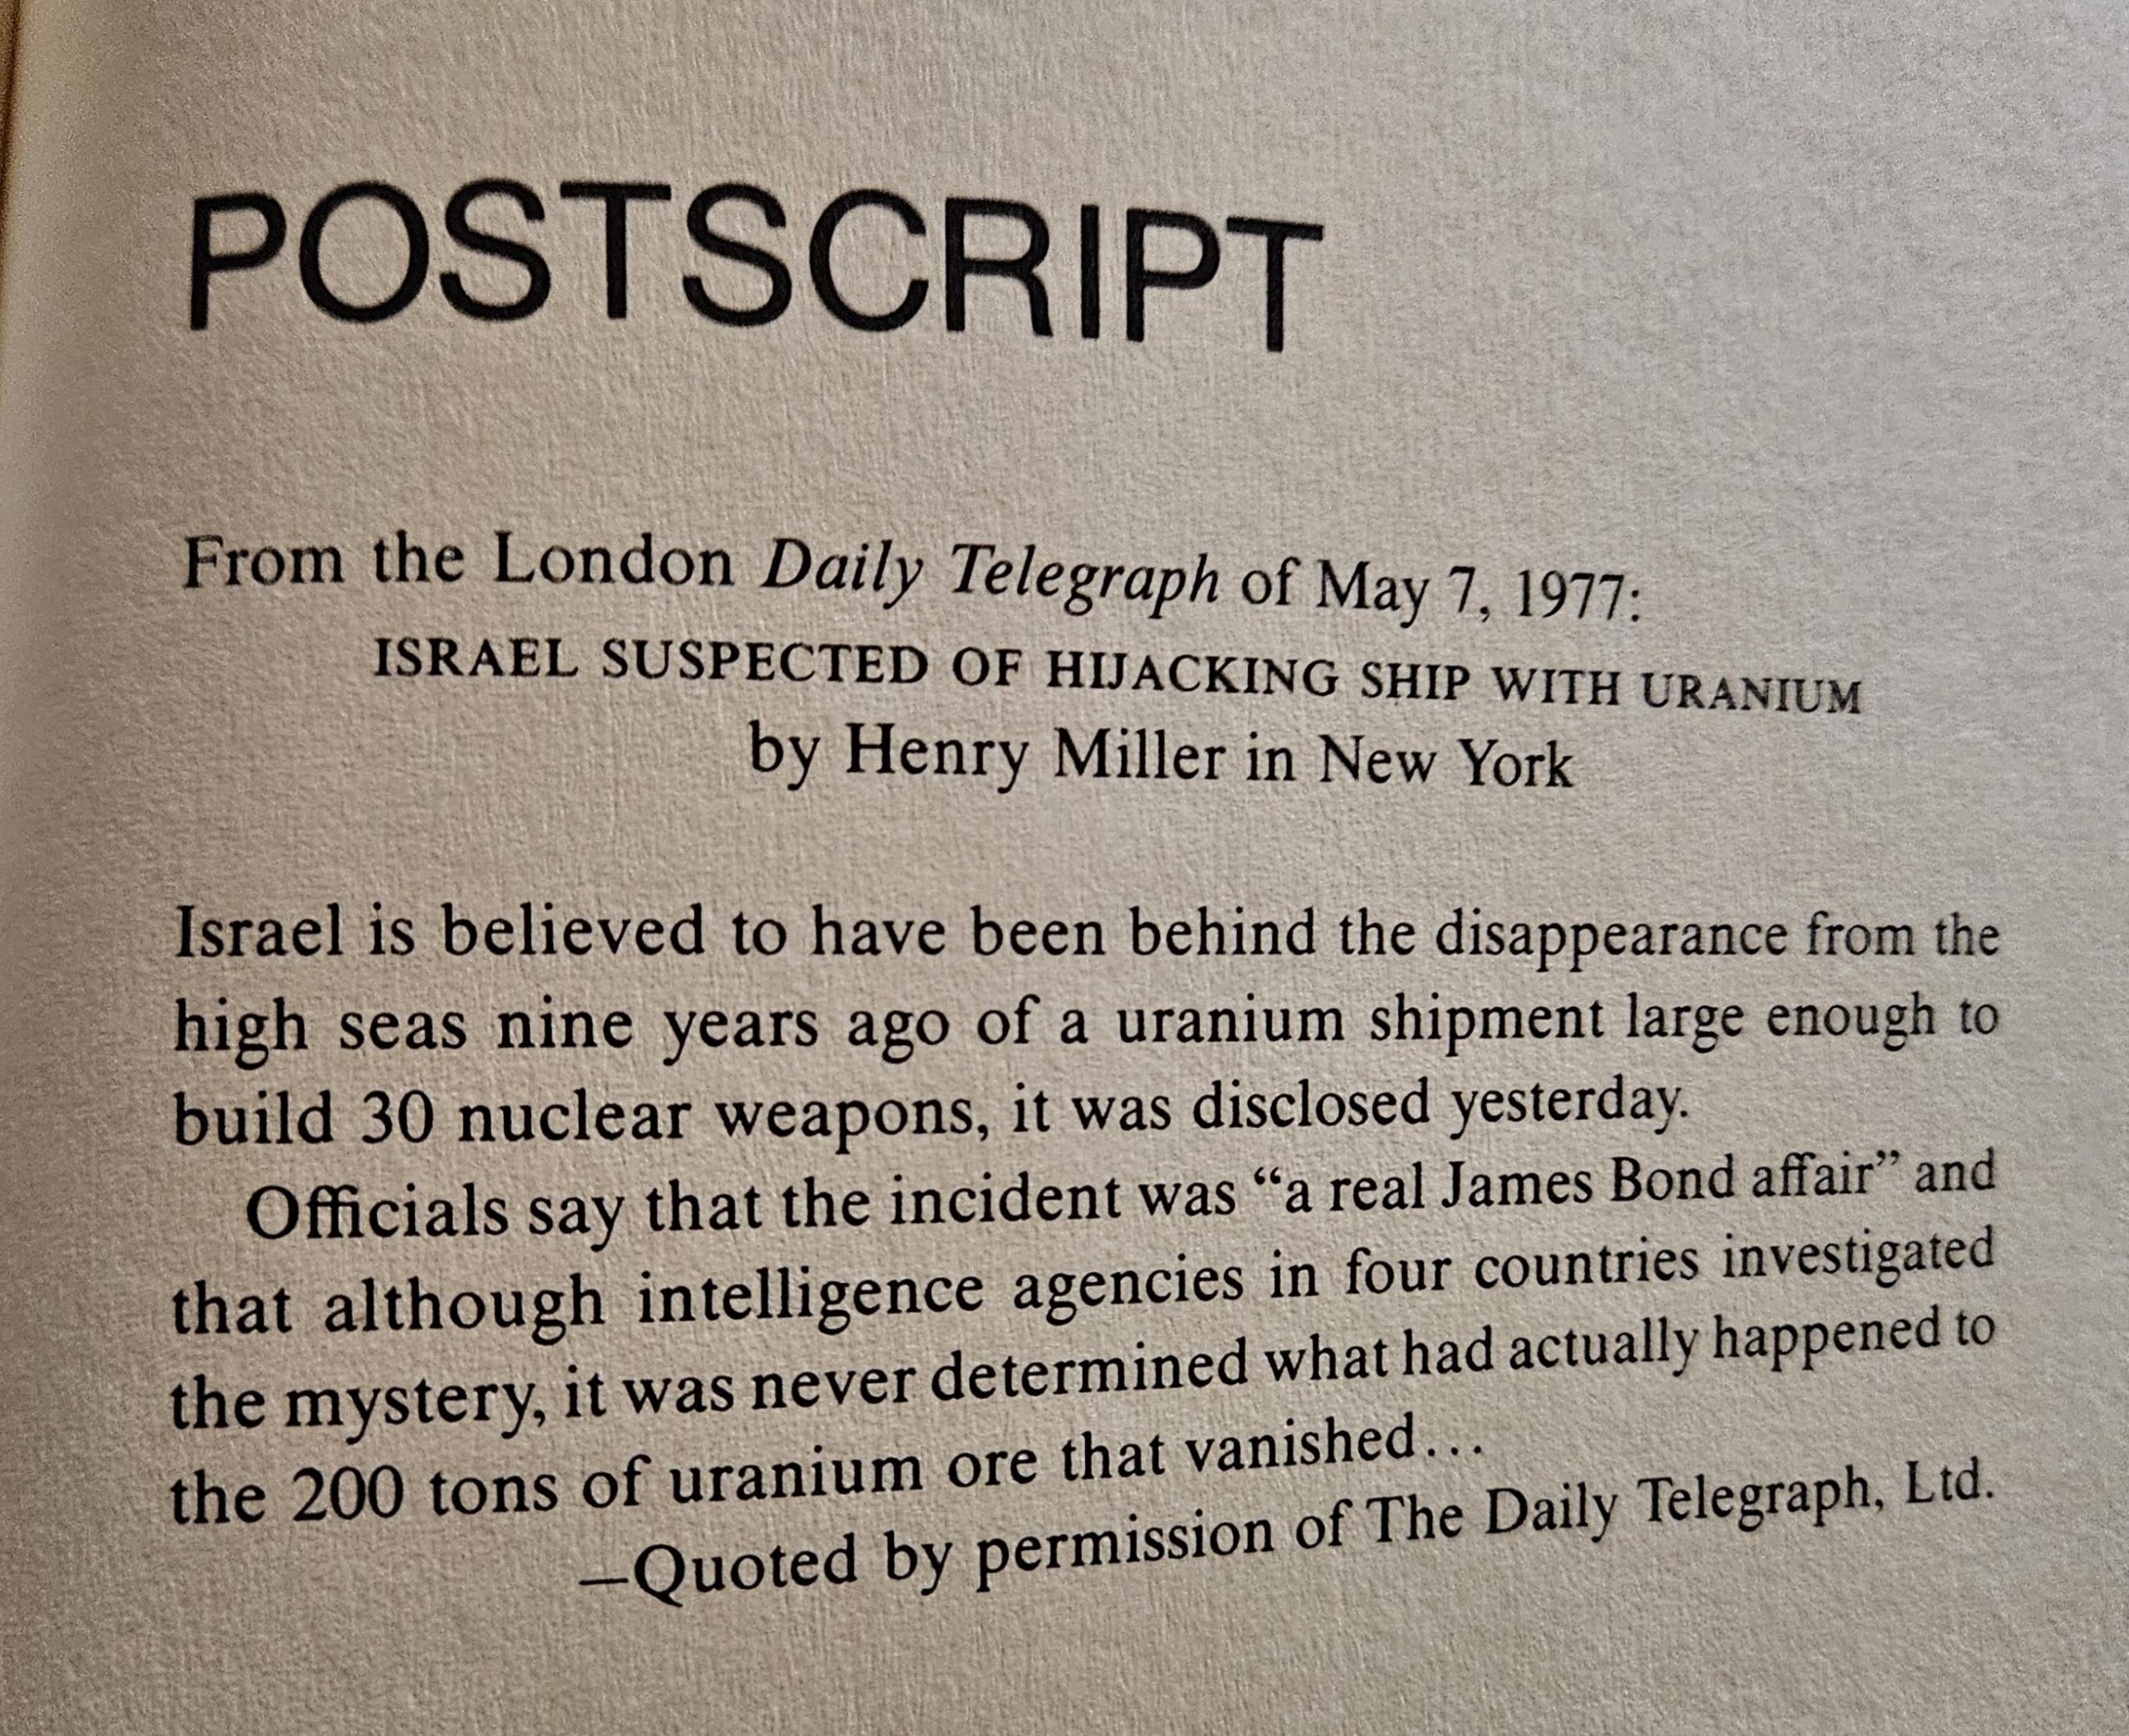 POSTSCRIPT
From the London Daily Telegraph of May 7, 1977:
ISRAEL SUSPECTED OF HIJACKING SHIP WITH URANIUM
by Henry Miller in New York
Israel is believed to have been behind the disappearance from the
high seas nine years ago of a uranium shipment large enough to
build 30 nuclear weapons, it was disclosed yesterday.
Officials say that the incident was “a real James Bond affair” and
that although intelligence agencies in four countries investigated
the mystery, it was never determined what had actually happened to
the 200 tons of uranium ore that vanished...
—Quoted by permission of The Daily Telegraph, Ltd.